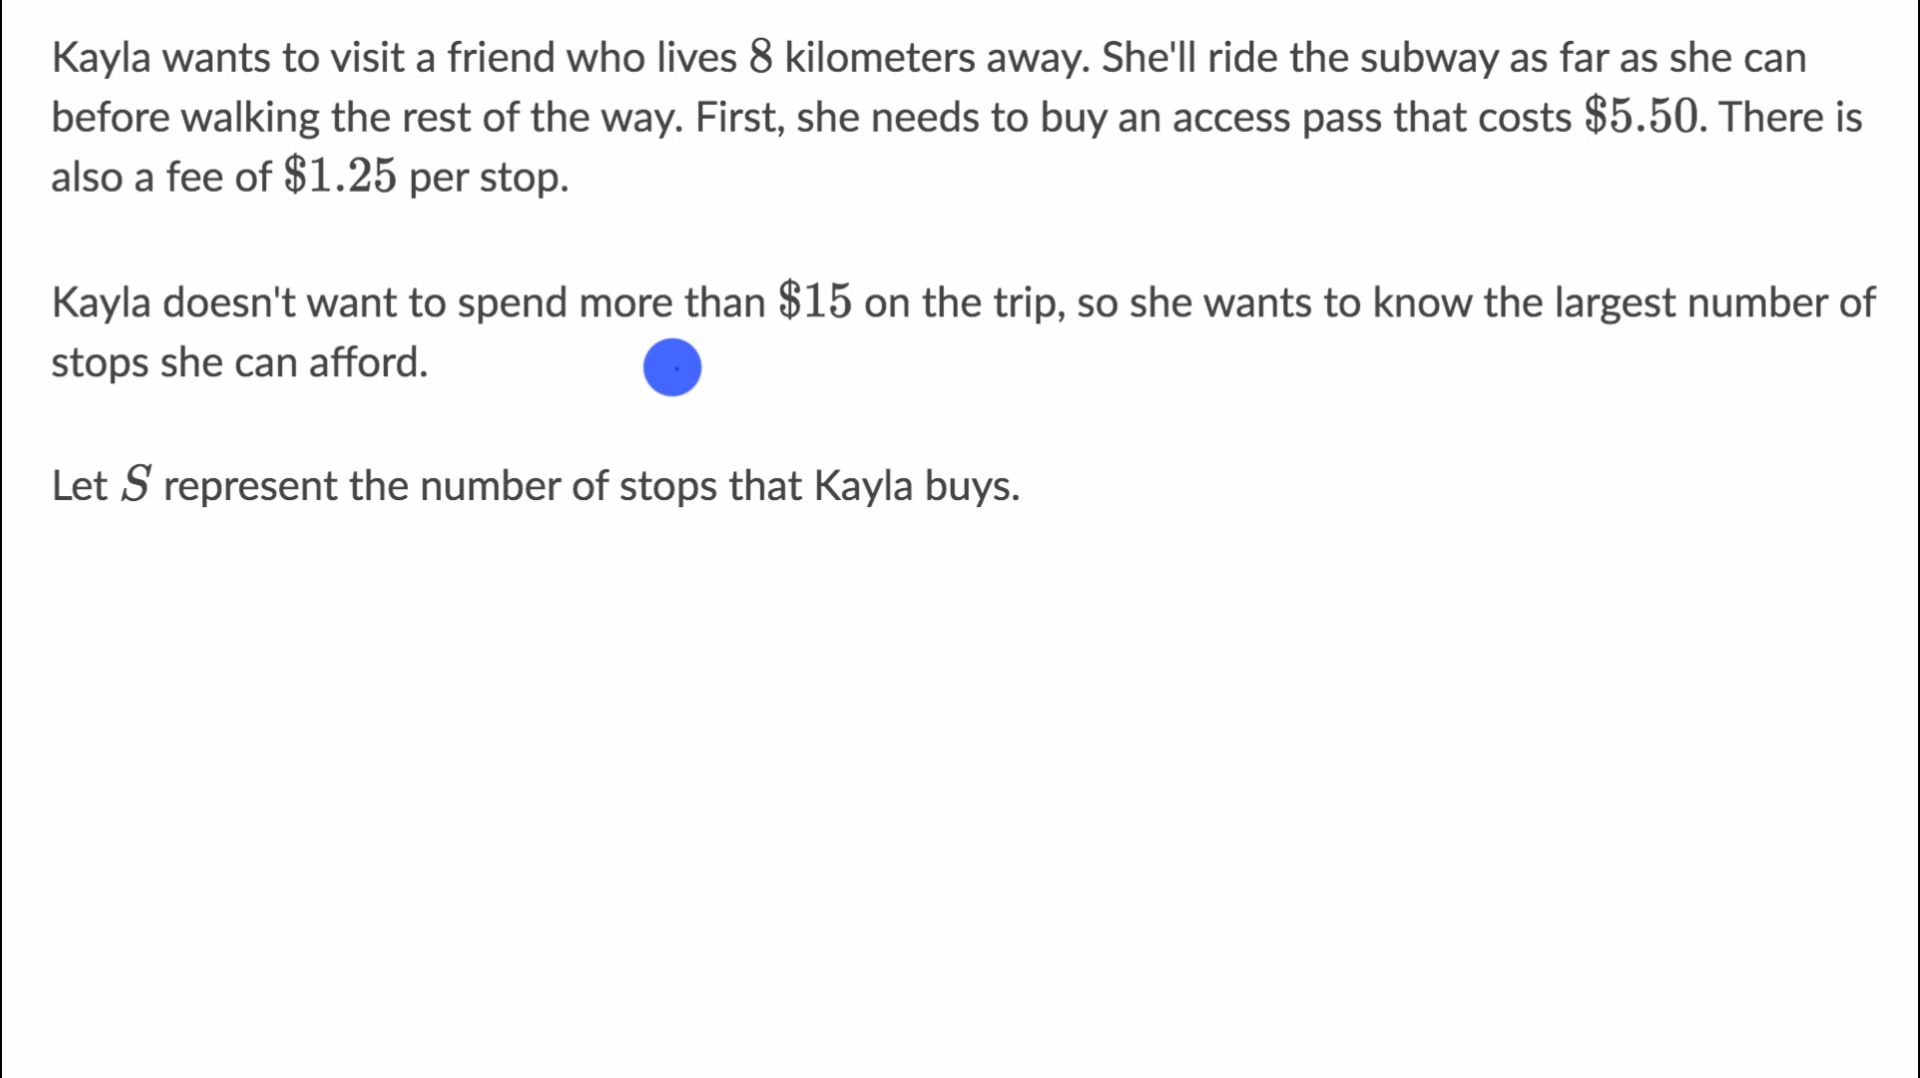 Kayla wants to visit a friend who lives 8 kilometers away. She'll ride the subway as far as she can
before walking the rest of the way. First, she needs to buy an access pass that costs $5.50. There is
also a fee of $1.25 per stop.
Kayla doesn't want to spend more than $15 on the trip, so she wants to know the largest number of
stops she can afford.
Let S represent the number of stops that Kayla buys.